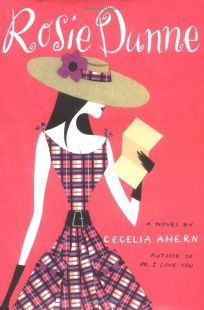 Rosie Dunne
A NOVEL BY
CECELIA AHERN
AUTHOR OF
PS, I LOVE YOU